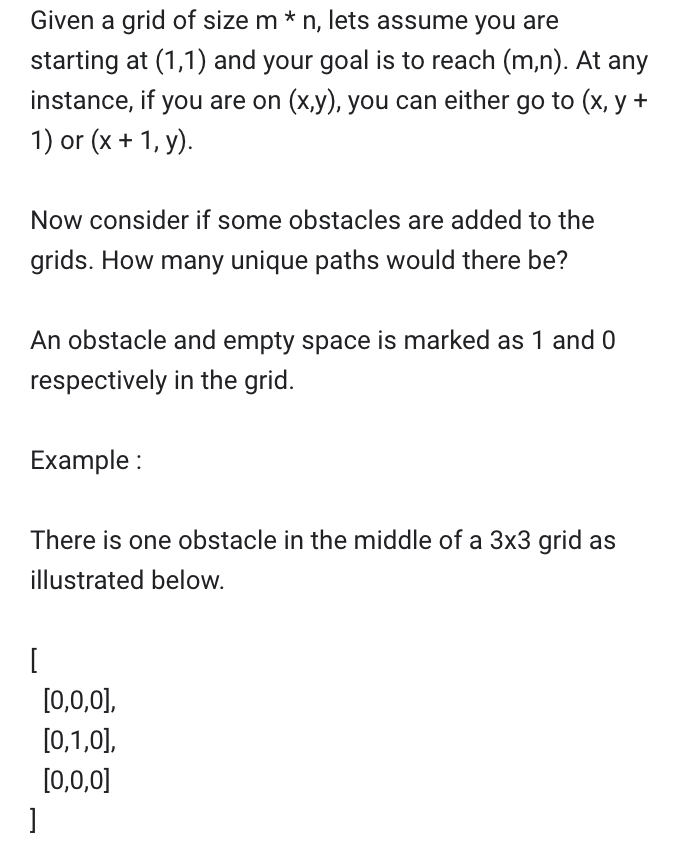 Given a grid of size m * n, lets assume you are
starting at (1,1) and your goal is to reach (m,n). At any
instance, if you are on (x,y), you can either go to (x, y +
1) or (x + 1, y).
Now consider if some obstacles are added to the
grids. How many unique paths would there be?
An obstacle and empty space is marked as 1 and 0
respectively in the grid.
Example :
There is one obstacle in the middle of a 3x3 grid as
illustrated below.
[
[0,0,0],
[0,1,0],
[0,0,0]
]